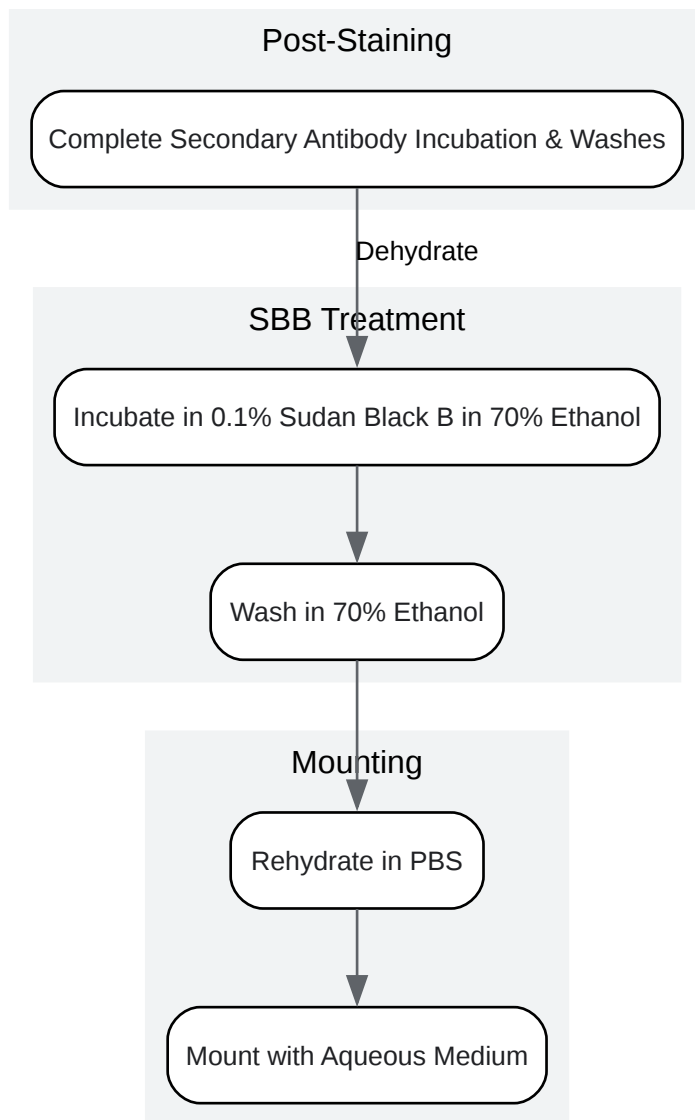 Post-Staining
Complete Secondary Antibody Incubation & Washes
Dehydrate
SBB Treatment
Incubate in 0.1% Sudan Black B in 70% Ethanol
Wash in 70% Ethanol
Mounting
Rehydrate in PBS
Mount with Aqueous Medium